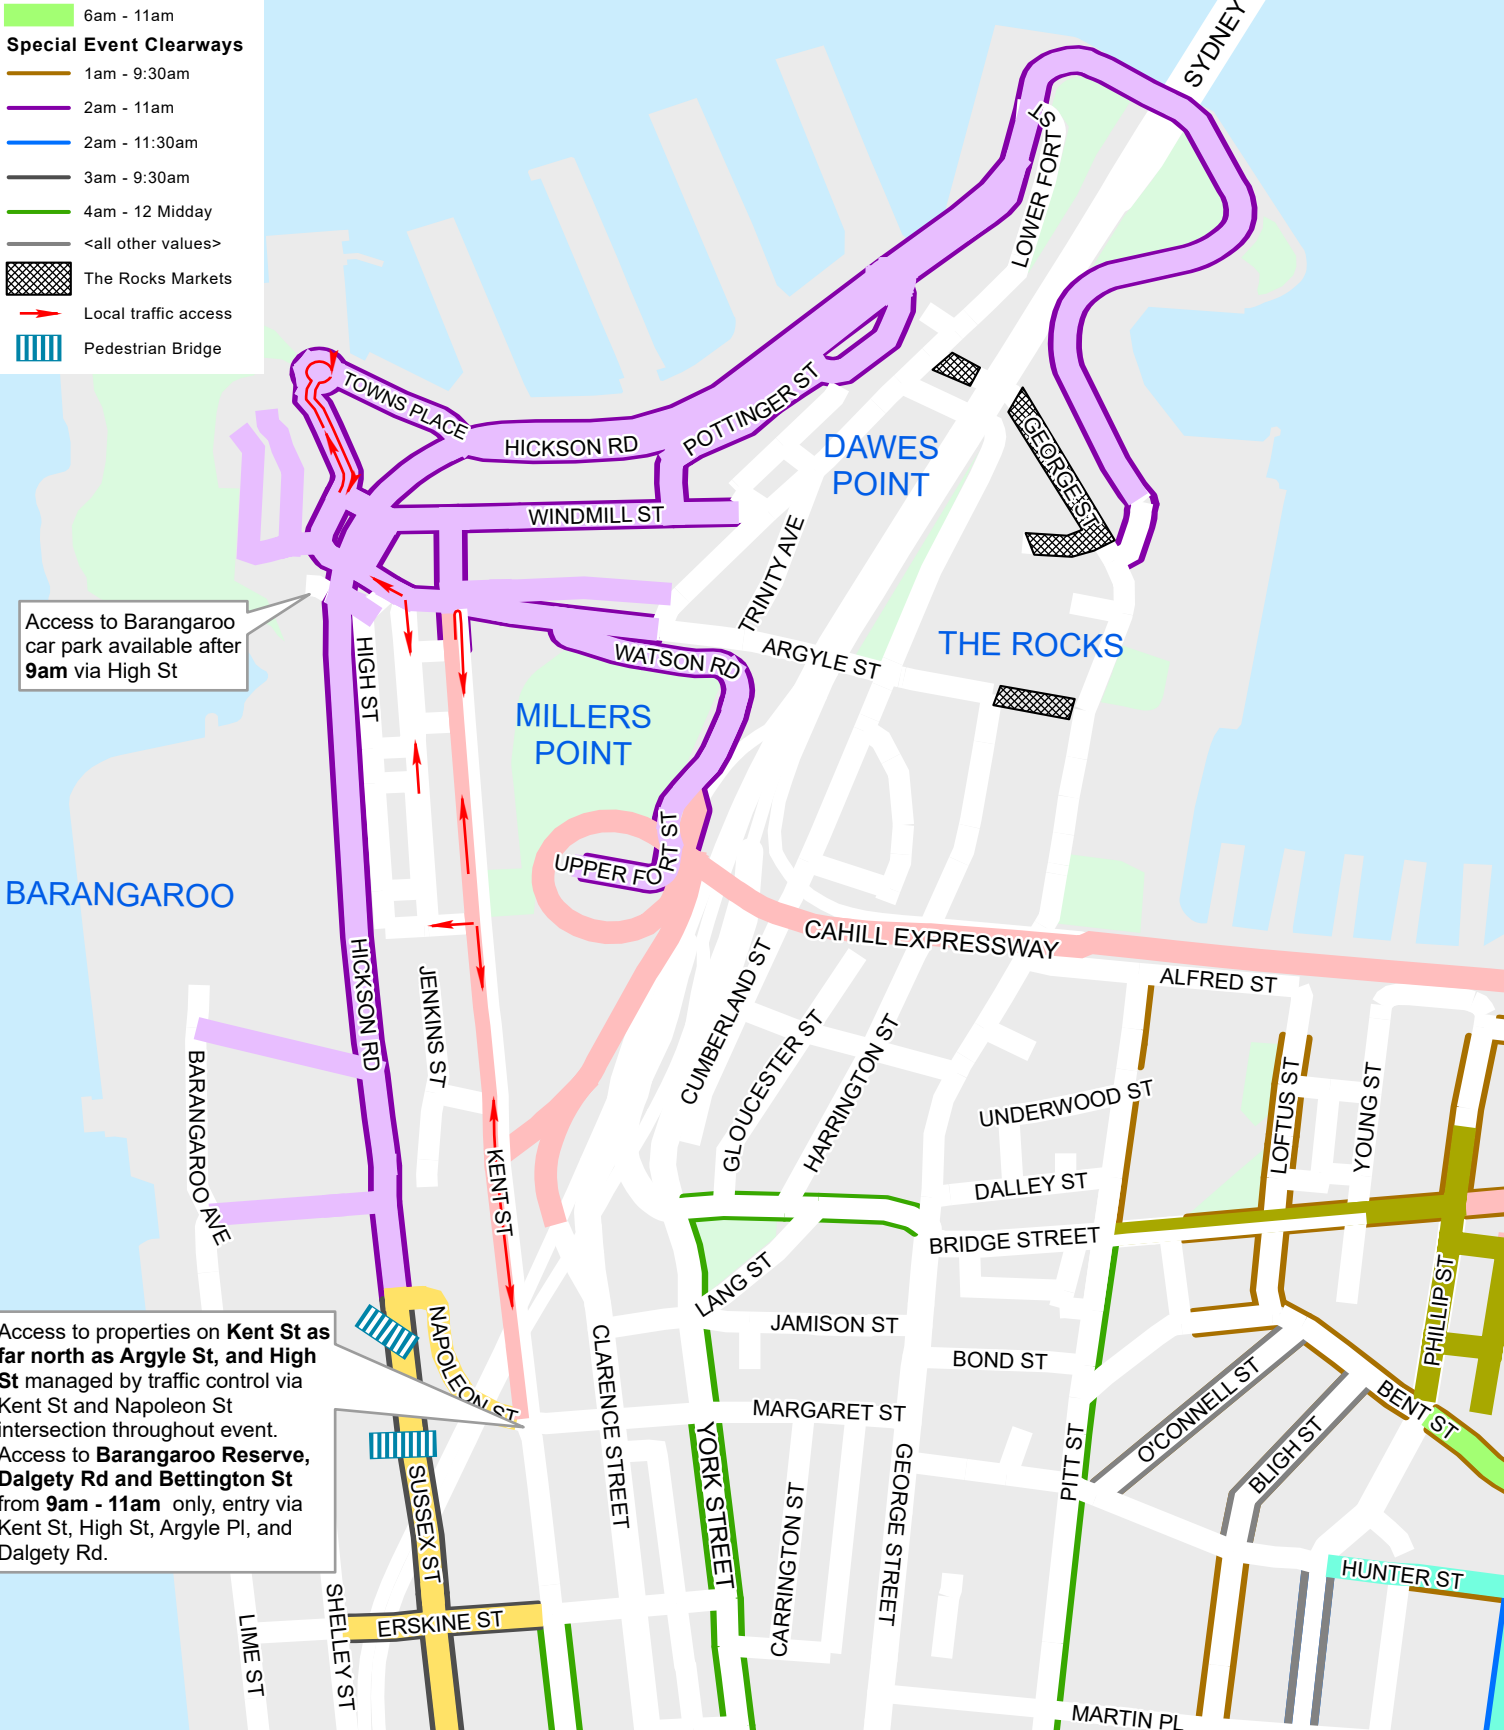 6am - 11am
Special Event Clearways
1am - 9:30am
2am - 11am
2am - 11:30am
3am - 9:30am
4am - 12 Midday
<all other values>
The Rocks Markets
Local traffic access
Pedestrian Bridge
SYDNEY
LOWER FORT ST
TOWNS PLACE
HICKSON RD
POTTINGER ST
DAWES
POINT
GEORGE ST
WINDMILL ST
TRINITY AVE
Access to Barangaroo
car park available after
9am via High St
HIGH ST
WATSON RD
ARGYLE ST
THE ROCKS
MILLERS
POINT
UPPER FORT ST
BARANGAROO
CAHILL EXPRESSWAY
HICKSON RD
JENKINS ST
CUMBERLAND ST
GLOUCESTER ST
HARRINGTON ST
ALFRED ST
BARANGAROO AVE
KENT ST
UNDERWOOD ST
LOFTUS ST
YOUNG ST
DALLEY ST
BRIDGE STREET
LANG ST
PHILLIP ST
NAPOLEON ST
CLARENCE STREET
JAMISON ST
BOND ST
Access to properties on Kent St as
far north as Argyle St, and High
St managed by traffic control via
Kent St and Napoleon St
intersection throughout event.
Access to Barangaroo Reserve,
Dalgety Rd and Bettington St
from 9am - 11am only, entry via
Kent St, High St, Argyle Pl, and
Dalgety Rd.
MARGARET ST
YORK STREET
GEORGE STREET
PITT ST
O'CONNELL ST
BLIGH ST
BENT ST
SUSSEX ST
CARRINGTON ST
HUNTER ST
ERSKINE ST
LIME ST
SHELLEY ST
MARTIN PL